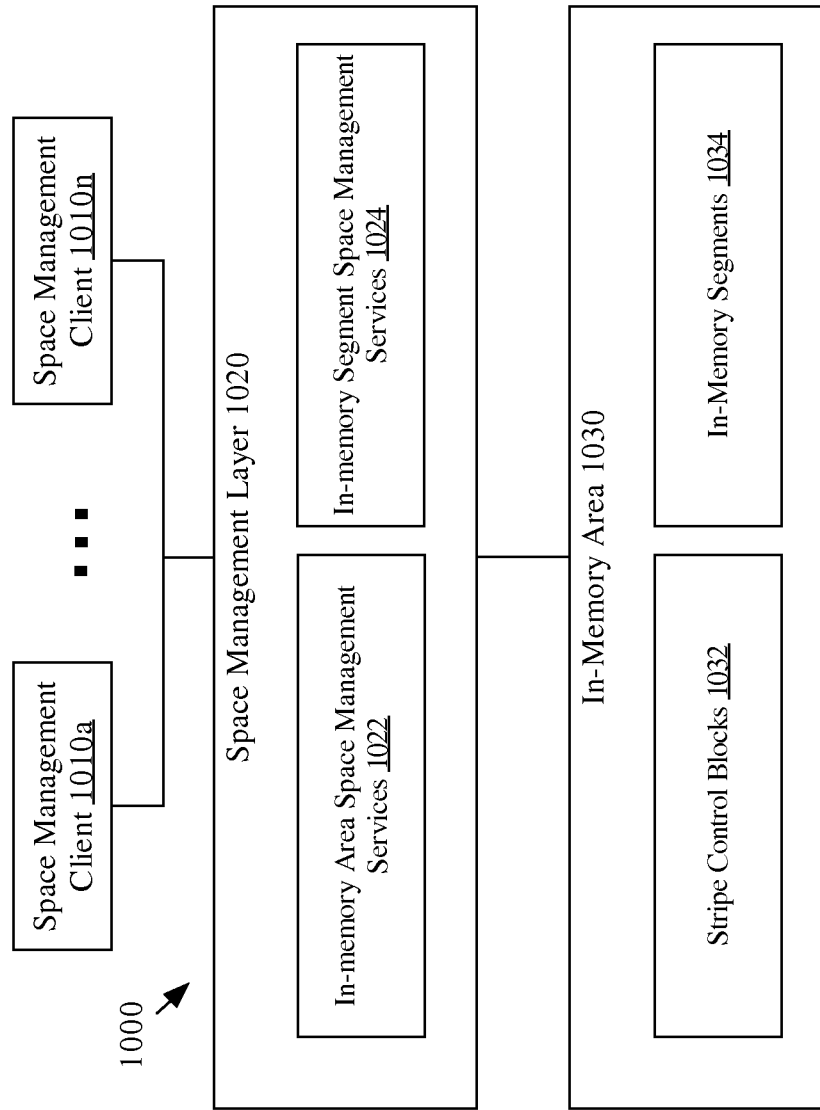 1000
Space Management
Client 1010a
Space Management
Client 1010n
Space Management Layer 1020
In-memory Area Space Management
Services 1022
In-memory Segment Space Management
Services 1024
In-Memory Area 1030
Stripe Control Blocks 1032
In-Memory Segments 1034